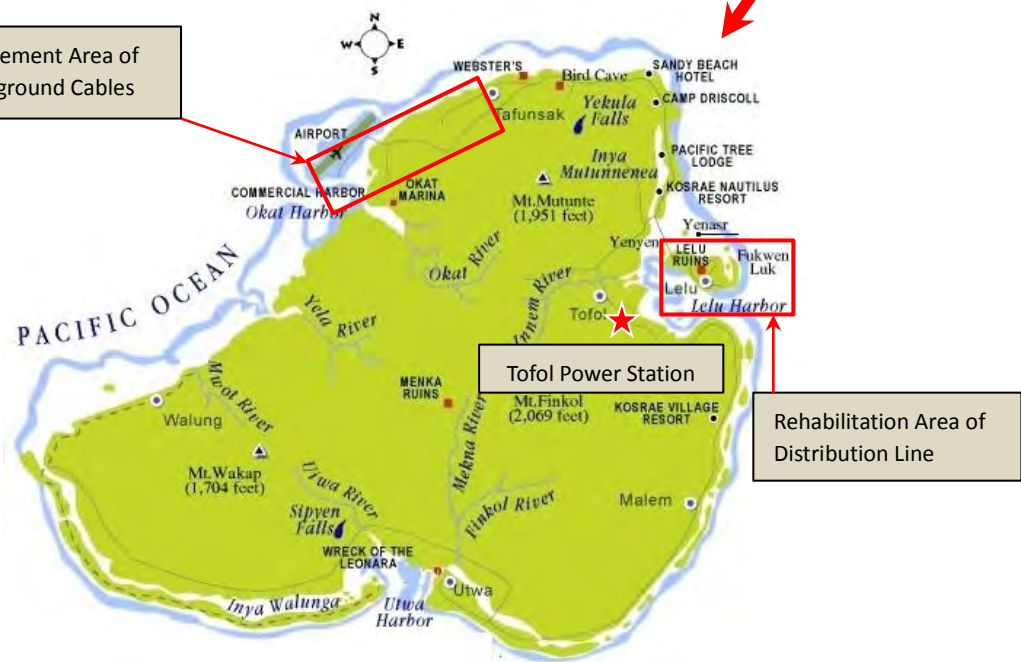 N
W E
S
ement Area of
ground Cables
WEBSTER'S
Bird Cave
SANDY BEACH
HOTEL
CAMP DRISCOLL
Tafunsak
Yekula
Falls
AIRPORT
PACIFIC TREE
LODGE
Inya
Mutunnenea
COMMERCIAL HARBOR
Okat Harbor
OKAT
MARINA
KOSRAE NAUTILUS
RESORT
Mt.Mutunte
(1,951 feet)
Yenasr
Yenyen
LELU
RUINS
Fukwen
Luk
Lelu
Lelu Harbor
Okat River
PACIFIC OCEAN
Innem River
Tofol
Yela River
Tofol Power Station
MENKA
RUINS
Mt.Finkol
(2,069 feet)
KOSRAE VILLAGE
RESORT
Rehabilitation Area of
Distribution Line
Mwot River
Walung
Mt.Wakap
(1,704 feet)
Mekna River
Utwa River
Finkol River
Malem
Sipyen
Falls
WRECK OF THE
LEONARA
Utwa
Inya Walunga
Utwa
Harbor